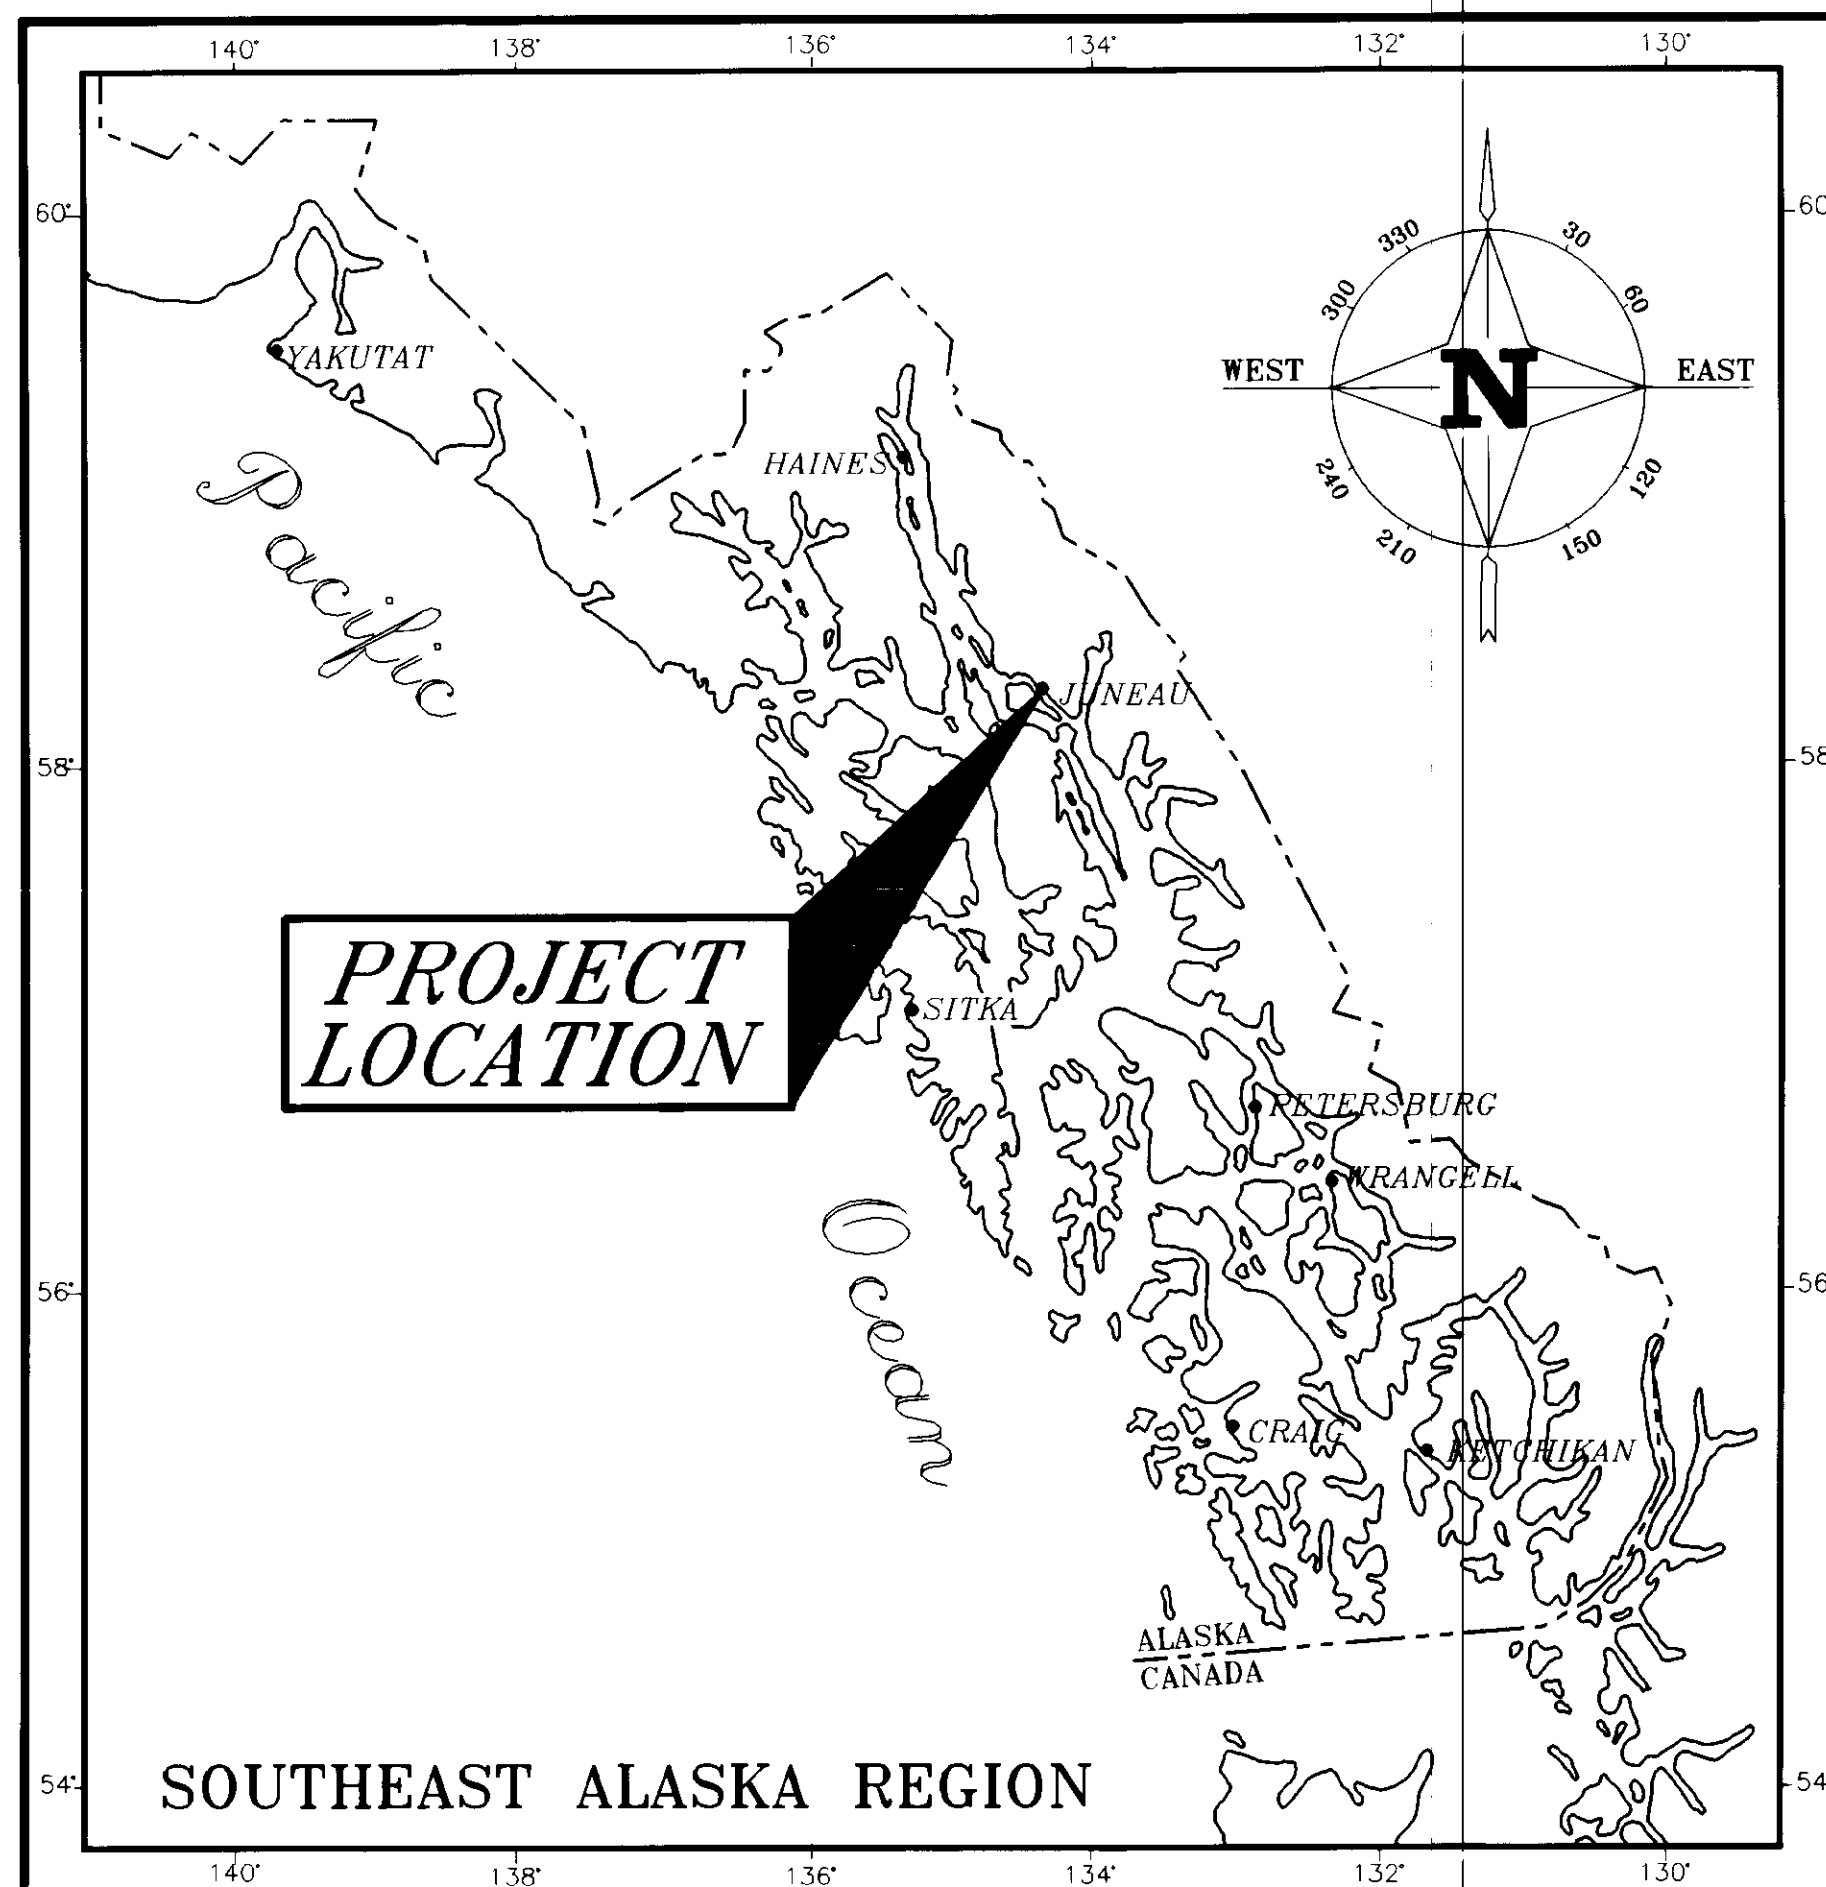 140° 138° 136° 134° 132° 130°
60° 60
330 30
300 60
YAKUTAT
WEST N EAST
HAINES
240 120
210 150
Pacific
JUNEAU
58° 58
PROJECT
LOCATION
SITKA
PETERSBURG
WRANGELL
Ocean
56° 56
CRAIG
KETCHIKAN
ALASKA
CANADA
54° 54
SOUTHEAST ALASKA REGION
140° 138° 136° 134° 132° 130°